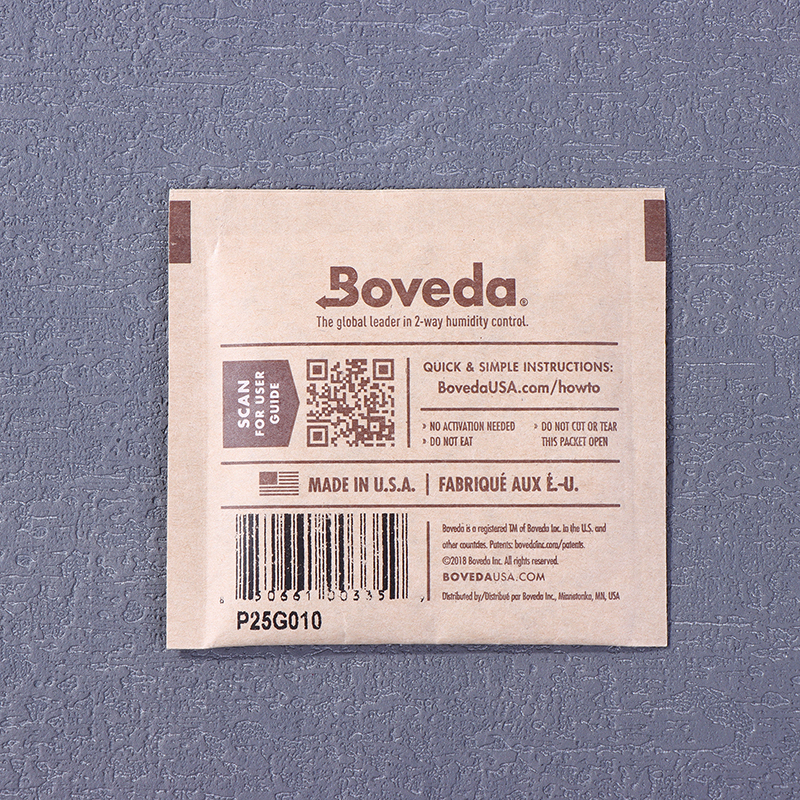 Boveda®
The global leader in 2-way humidity control.
SCAN
FOR USER
GUIDE
QUICK & SIMPLE INSTRUCTIONS:
BovedaUSA.com/howto
› NO ACTIVATION NEEDED
› DO NOT EAT
› DO NOT CUT OR TEAR
THIS PACKET OPEN
MADE IN U.S.A. | FABRIQUÉ AUX É.-U.
Boveda is a registered TM of Boveda Inc. in the U.S. and
other countries. Patents: bovedainc.com/patents.
©2018 Boveda Inc. All rights reserved.
BOVEDAUSA.COM
Distributed by/Distribué par Boveda Inc., Minnetonka, MN, USA
P25G010